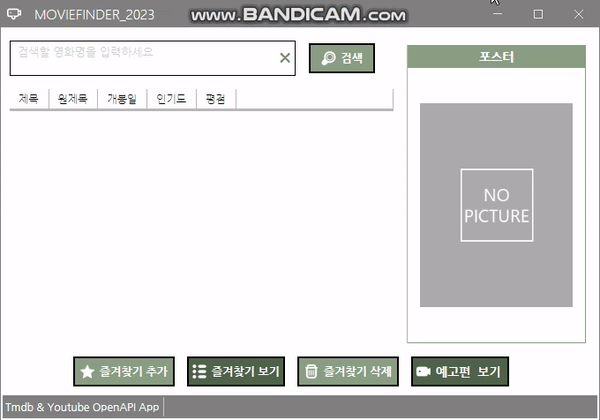 MOVIEFINDER_2023
www.BANDICAM.com
검색할 영화명을 입력하세요
검색
포스터
제목 원제목 개봉일 인기도 평점
NO
PICTURE
즐겨찾기 추가
즐겨찾기 보기
즐겨찾기 삭제
예고편 보기
Tmdb & Youtube OpenAPI App